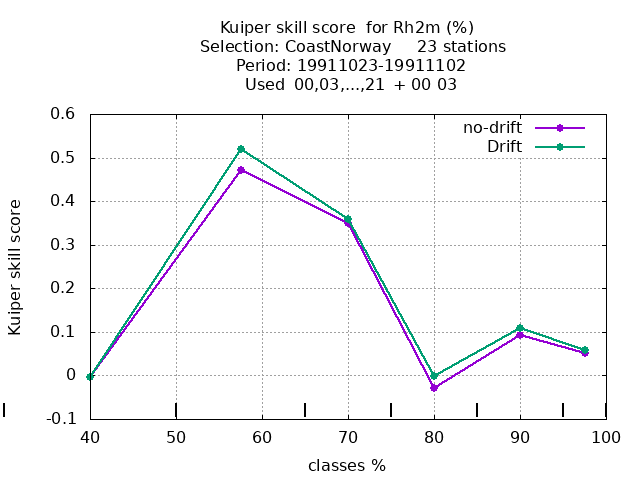 Kuiper skill score  for Rh2m (%)
Selection: CoastNorway     23 stations
Period: 19911023-19911102
Used  00,03,...,21  + 00 03
no-drift
Drift
Kuiper skill score
0.6
0.5
0.4
0.3
0.2
0.1
0
-0.1
40 50 60 70 80 90 100
classes %